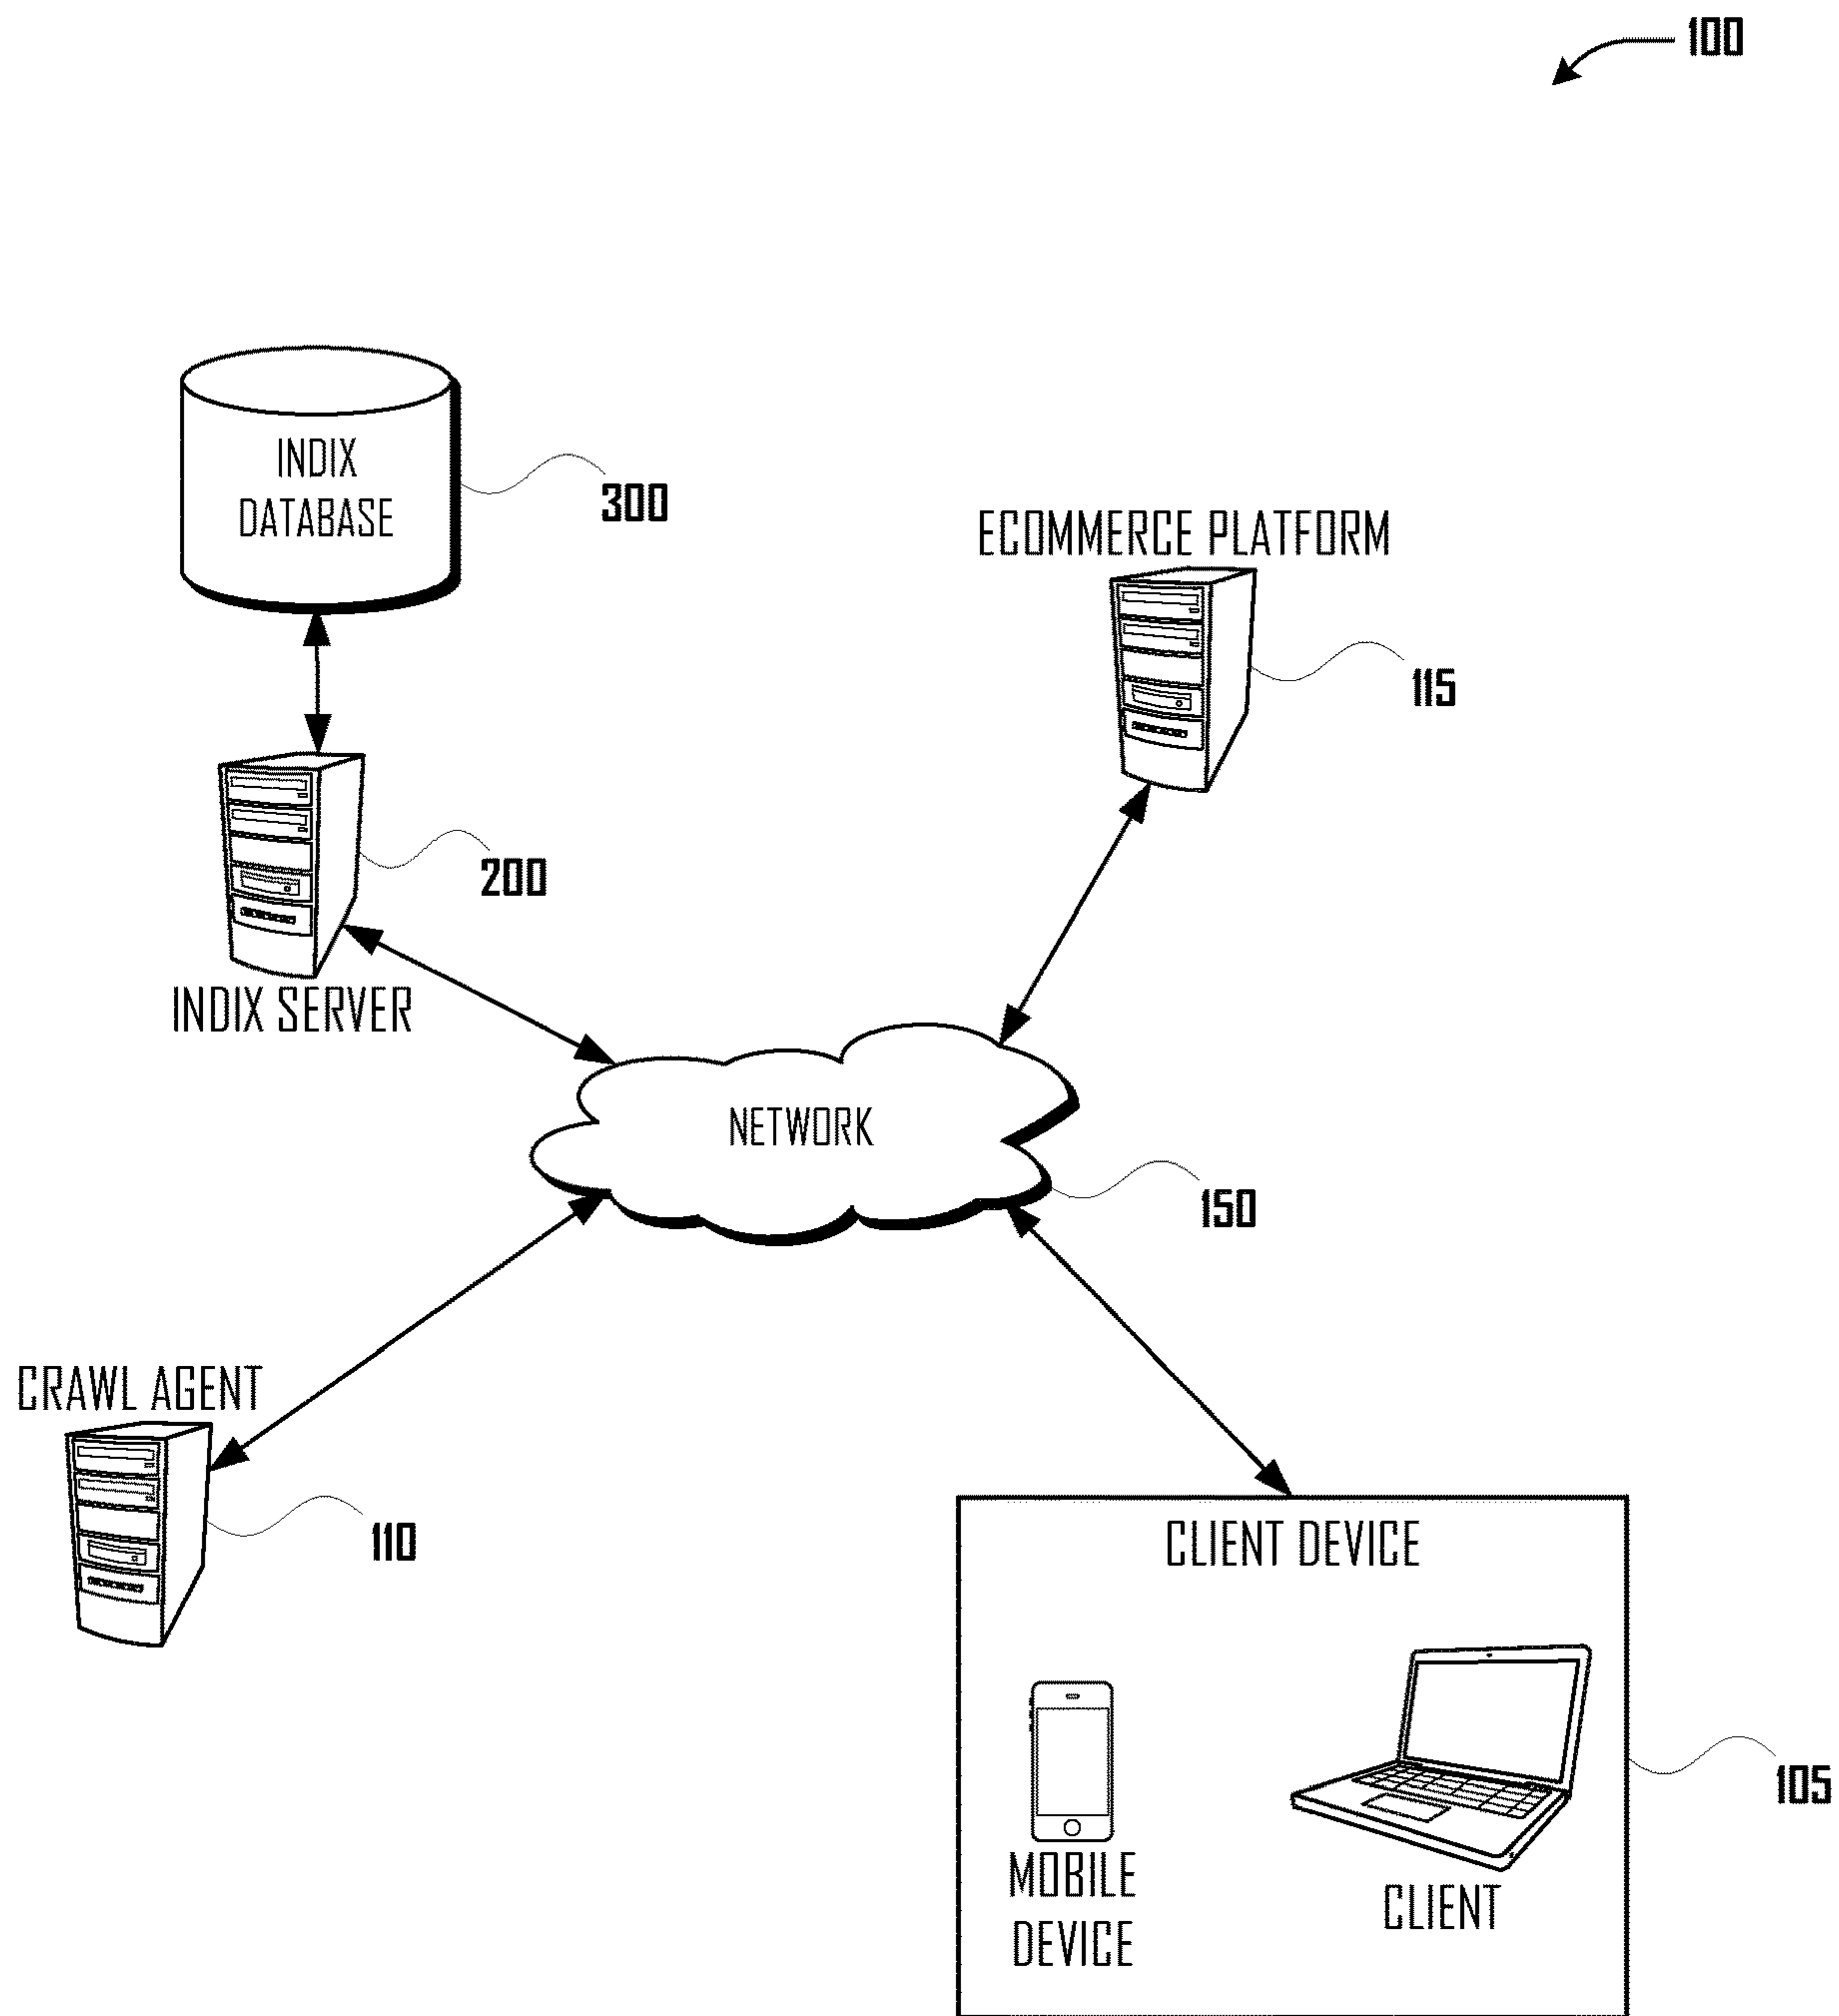 100
INDIX
DATABASE
300
ECOMMERCE PLATFORM
115
200
INDIX SERVER
NETWORK
150
CRAWL AGENT
110
CLIENT DEVICE
105
MOBILE
DEVICE
CLIENT